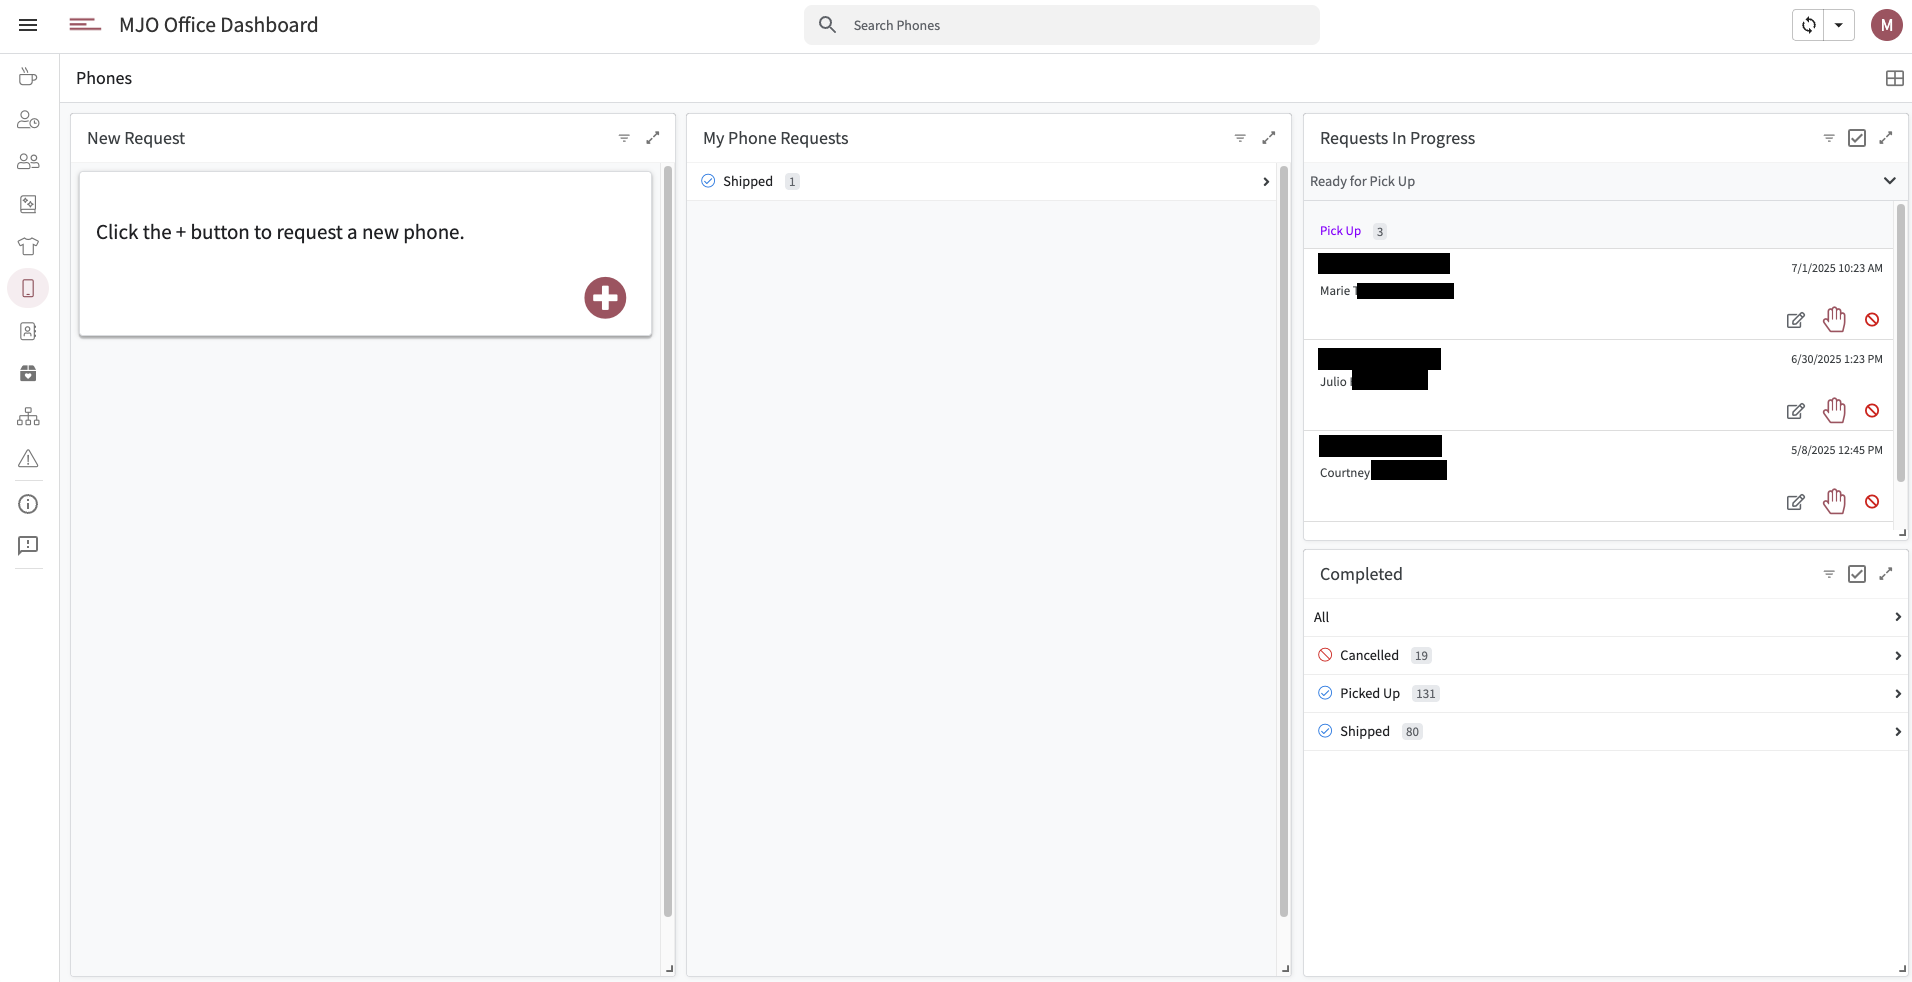 MJO Office Dashboard
Search Phones
M
Phones
New Request
Click the + button to request a new phone.
My Phone Requests
Shipped 1
Requests In Progress
Ready for Pick Up
Pick Up 3
7/1/2025 10:23 AM
Marie
6/30/2025 1:23 PM
Julio
5/8/2025 12:45 PM
Courtney
Completed
All
Cancelled 19
Picked Up 131
Shipped 80